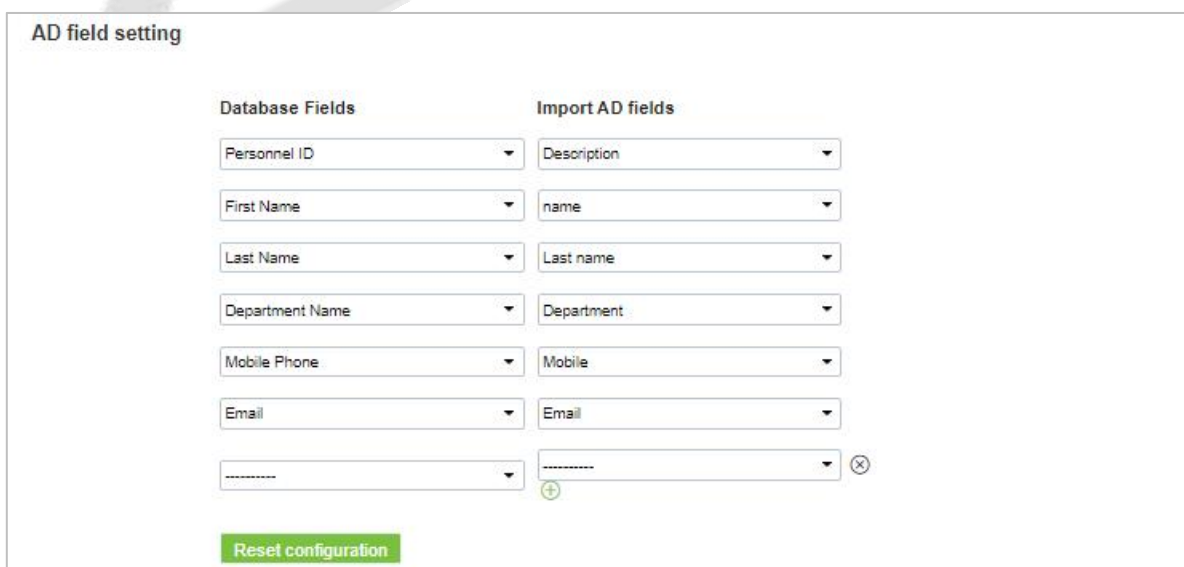 AD field setting
Database Fields Import AD fields
Personnel ID Description
First Name name
Last Name Last name
Department Name Department
Mobile Phone Mobile
Email Email
---------- ----------
Reset configuration